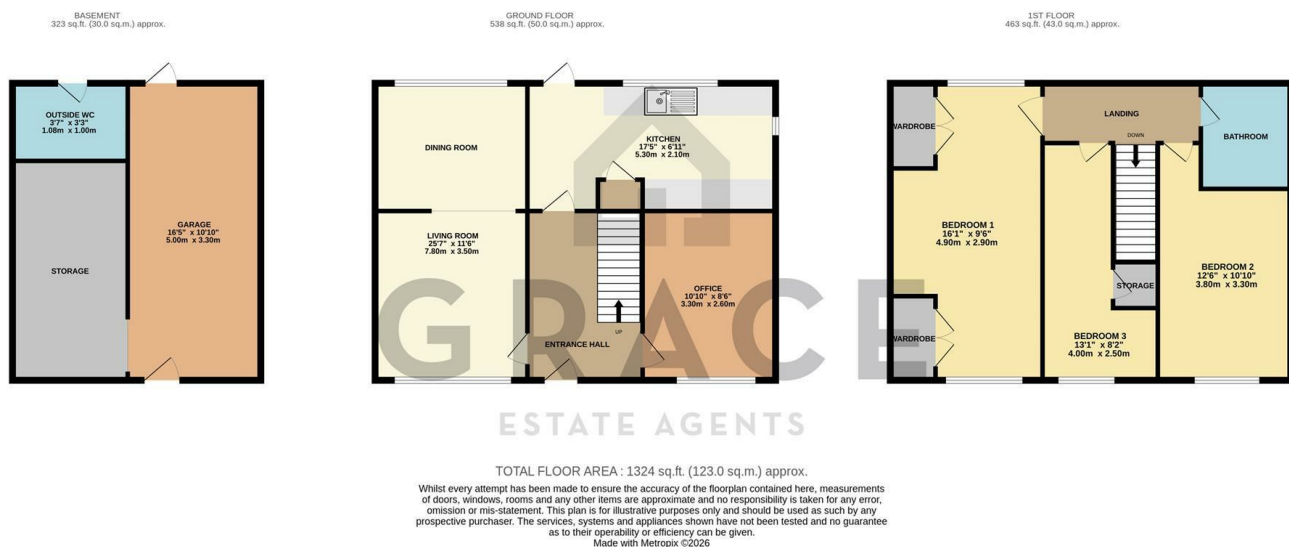 BASEMENT
323 sq.ft. (30.0 sq.m.) approx.
GROUND FLOOR
538 sq.ft. (50.0 sq.m.) approx.
1ST FLOOR
463 sq.ft. (43.0 sq.m.) approx.
OUTSIDE WC
3'7" x 3'3"
1.08m x 1.00m
STORAGE
GARAGE
16'5" x 10'10"
5.00m x 3.30m
DINING ROOM
KITCHEN
17'5" x 6'11"
5.30m x 2.10m
LIVING ROOM
25'7" x 11'6"
7.80m x 3.50m
OFFICE
10'10" x 8'6"
3.30m x 2.60m
UP
ENTRANCE HALL
WARDROBE
LANDING
DOWN
BATHROOM
BEDROOM 1
16'1" x 9'6"
4.90m x 2.90m
BEDROOM 2
12'6" x 10'10"
3.80m x 3.30m
STORAGE
WARDROBE
BEDROOM 3
13'1" x 8'2"
4.00m x 2.50m
GRACE
ESTATE AGENTS
TOTAL FLOOR AREA : 1324 sq.ft. (123.0 sq.m.) approx.
Whilst every attempt has been made to ensure the accuracy of the floorplan contained here, measurements
of doors, windows, rooms and any other items are approximate and no responsibility is taken for any error,
omission or mis-statement. This plan is for illustrative purposes only and should be used as such by any
prospective purchaser. The services, systems and appliances shown have not been tested and no guarantee
as to their operability or efficiency can be given.
Made with Metropix ©2026